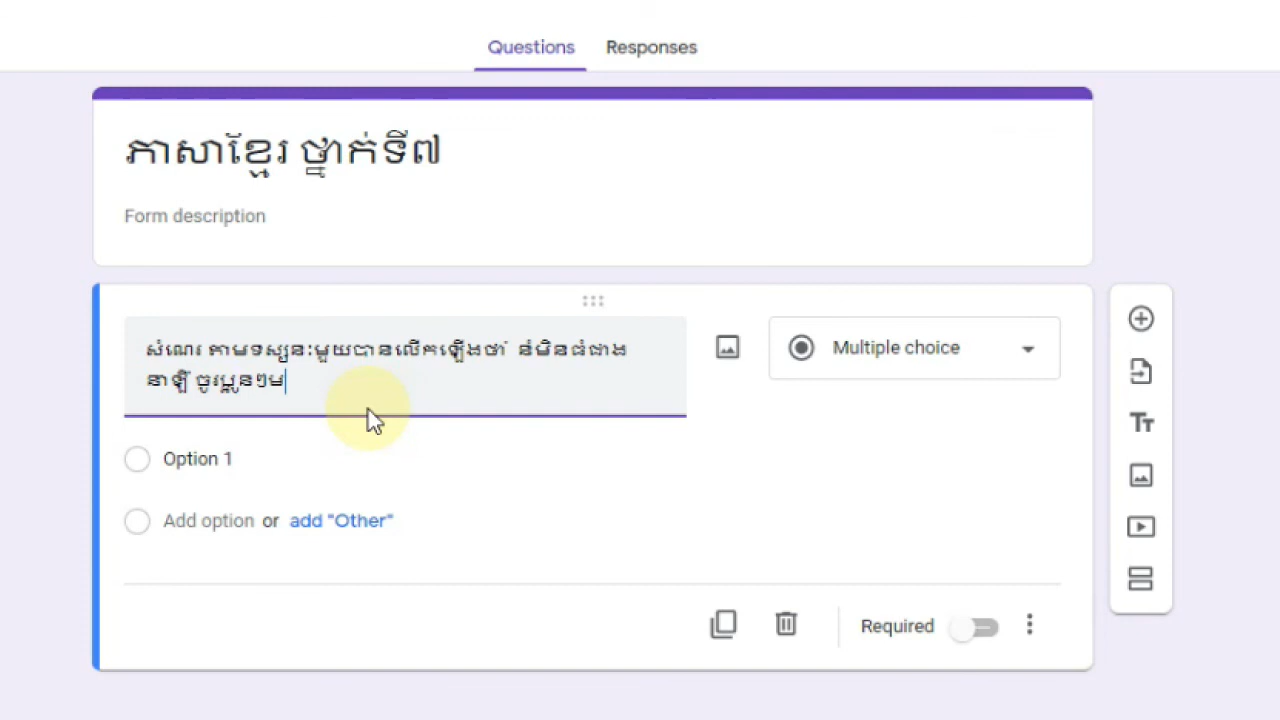 Questions
Responses
ភាសាខ្មែរ ថ្នាក់ទី៧
Form description
សំណេរ តាមទស្សនៈមួយបានលើកឡើងថា ៎ នំមិនធំជាង
នាឡិ ចូរប្អូនៗម
Multiple choice
Option 1
Add option or add "Other"
Required